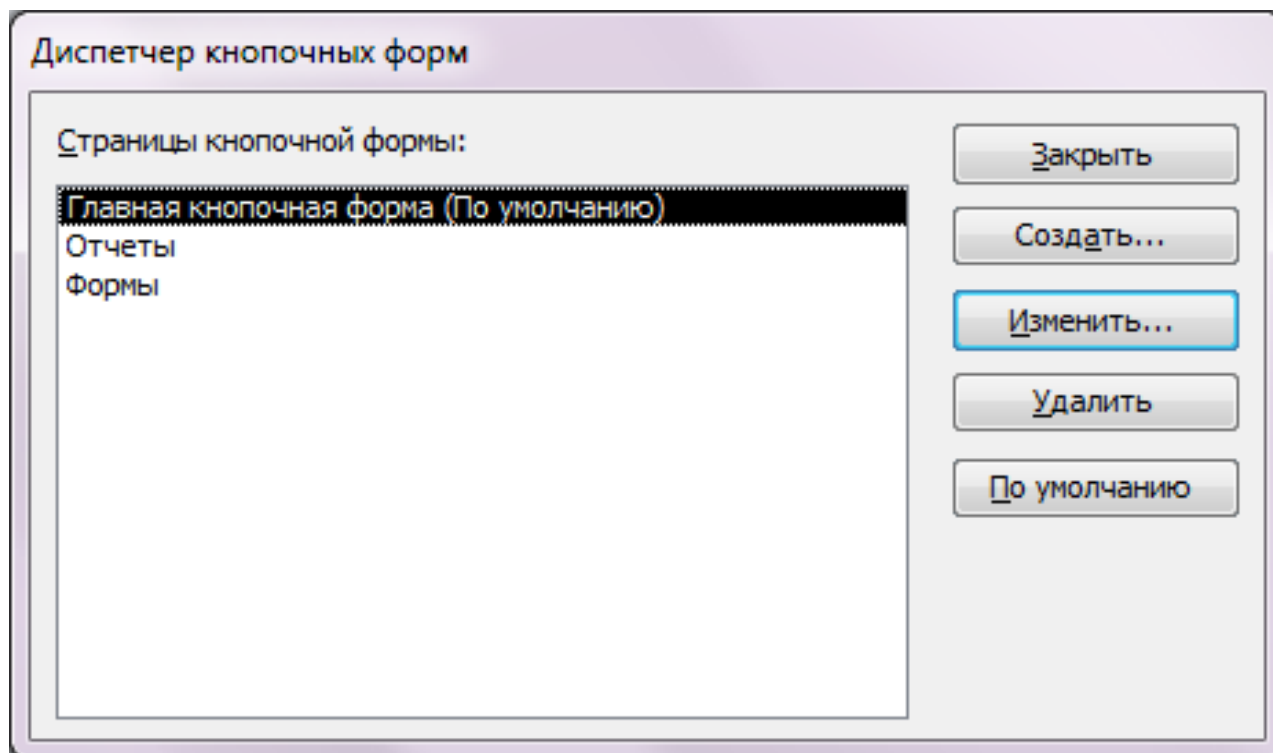 Диспетчер кнопочных форм
Страницы кнопочной формы:
Главная кнопочная форма (По умолчанию)
Отчеты
Формы
Закрыть
Создать...
Изменить...
Удалить
По умолчанию